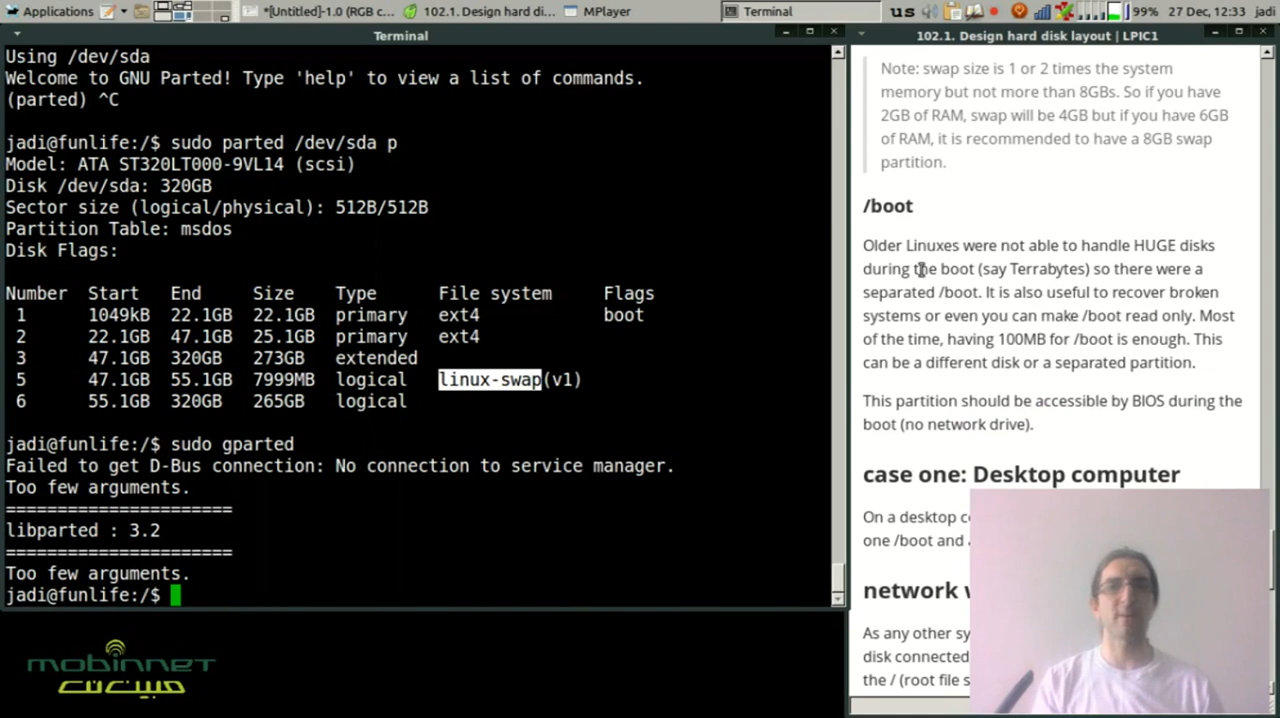 Applications
*[Untitled]-1.0 (RGB c...
102.1. Design hard di...
MPlayer
Terminal
us
99%
27 Dec, 12:33
jadi
Terminal
Using /dev/sda
Welcome to GNU Parted! Type 'help' to view a list of commands.
(parted) ^C
jadi@funlife:/$ sudo parted /dev/sda p
Model: ATA ST320LT000-9VL14 (scsi)
Disk /dev/sda: 320GB
Sector size (logical/physical): 512B/512B
Partition Table: msdos
Disk Flags:
Number Start End Size Type File system Flags
1 1049kB 22.1GB 22.1GB primary ext4 boot
2 22.1GB 47.1GB 25.1GB primary ext4
3 47.1GB 320GB 273GB extended
5 47.1GB 55.1GB 7999MB logical linux-swap(v1)
6 55.1GB 320GB 265GB logical
jadi@funlife:/$ sudo gparted
Failed to get D-Bus connection: No connection to service manager.
Too few arguments.
======================
libparted : 3.2
======================
Too few arguments.
jadi@funlife:/$
mobinnet
مبین نت
102.1. Design hard disk layout | LPIC1
Note: swap size is 1 or 2 times the system
memory but not more than 8GBs. So if you have
2GB of RAM, swap will be 4GB but if you have 6GB
of RAM, it is recommended to have a 8GB swap
partition.
/boot
Older Linuxes were not able to handle HUGE disks
during the boot (say Terrabytes) so there were a
separated /boot. It is also useful to recover broken
systems or even you can make /boot read only. Most
of the time, having 100MB for /boot is enough. This
can be a different disk or a separated partition.
This partition should be accessible by BIOS during the
boot (no network drive).
case one: Desktop computer
On a desktop c
one /boot and
network
As any other sy
disk connected
the / (root file s